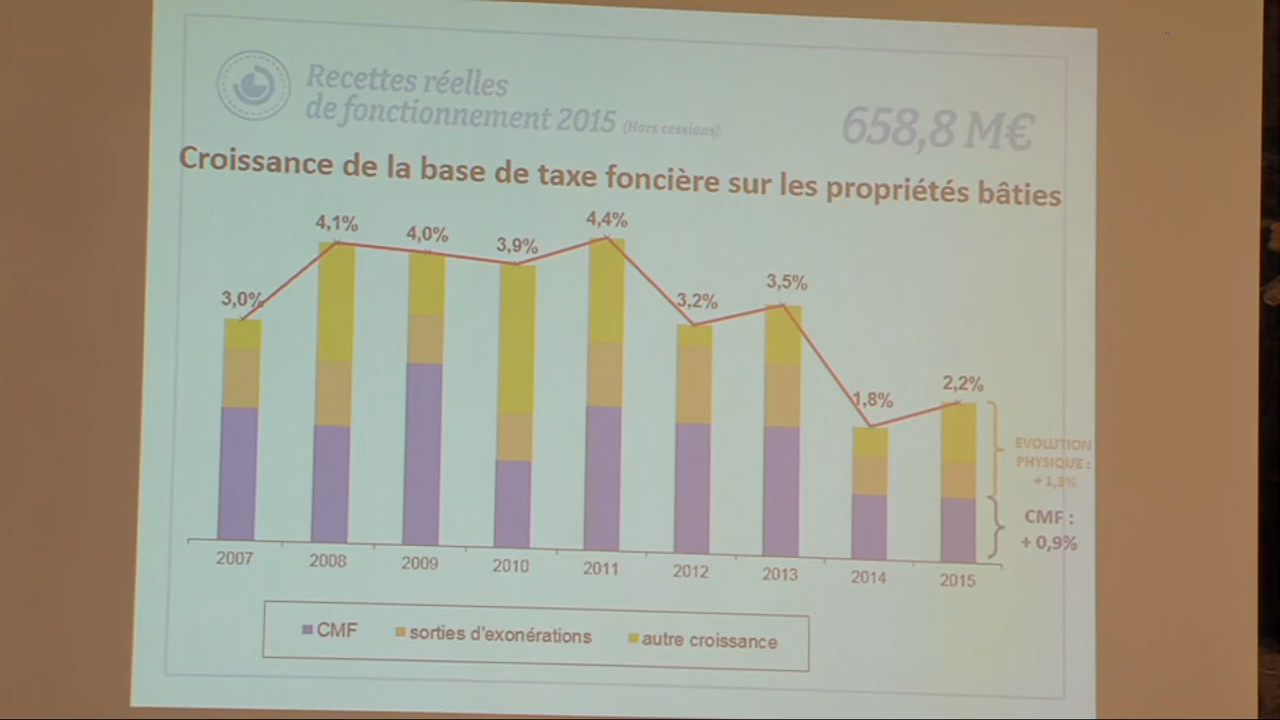 Recettes réelles
de fonctionnement 2015 (Hors cessions)
658,8 M€
Croissance de la base de taxe foncière sur les propriétés bâties
3,0%
4,1%
4,0%
3,9%
4,4%
3,2%
3,5%
1,8%
2,2%
EVOLUTION
PHYSIQUE :
+ 1,3%
CMF :
+ 0,9%
2007
2008
2009
2010
2011
2012
2013
2014
2015
CMF
sorties d'exonérations
autre croissance